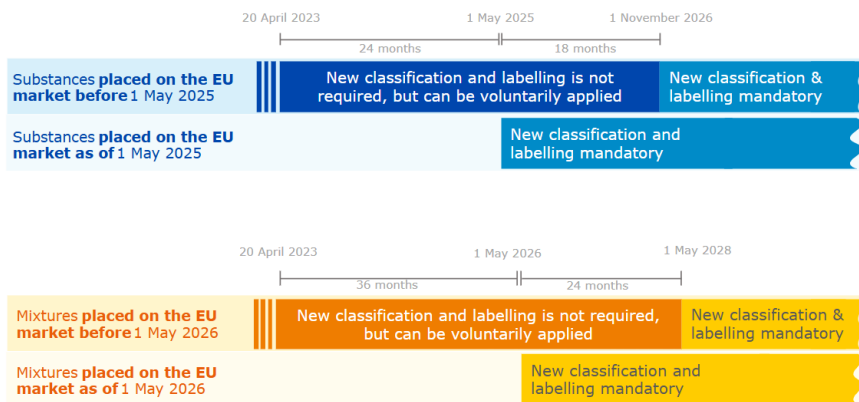 20 April 2023 1 May 2025 1 November 2026
24 months 18 months
Substances placed on the EU
market before 1 May 2025
New classification and labelling is not
required, but can be voluntarily applied
New classification &
labelling mandatory
Substances placed on the EU
market as of 1 May 2025
New classification and
labelling mandatory
20 April 2023 1 May 2026 1 May 2028
36 months 24 months
Mixtures placed on the EU
market before 1 May 2026
New classification and labelling is not required,
but can be voluntarily applied
New classification &
labelling mandatory
Mixtures placed on the EU
market as of 1 May 2026
New classification and
labelling mandatory